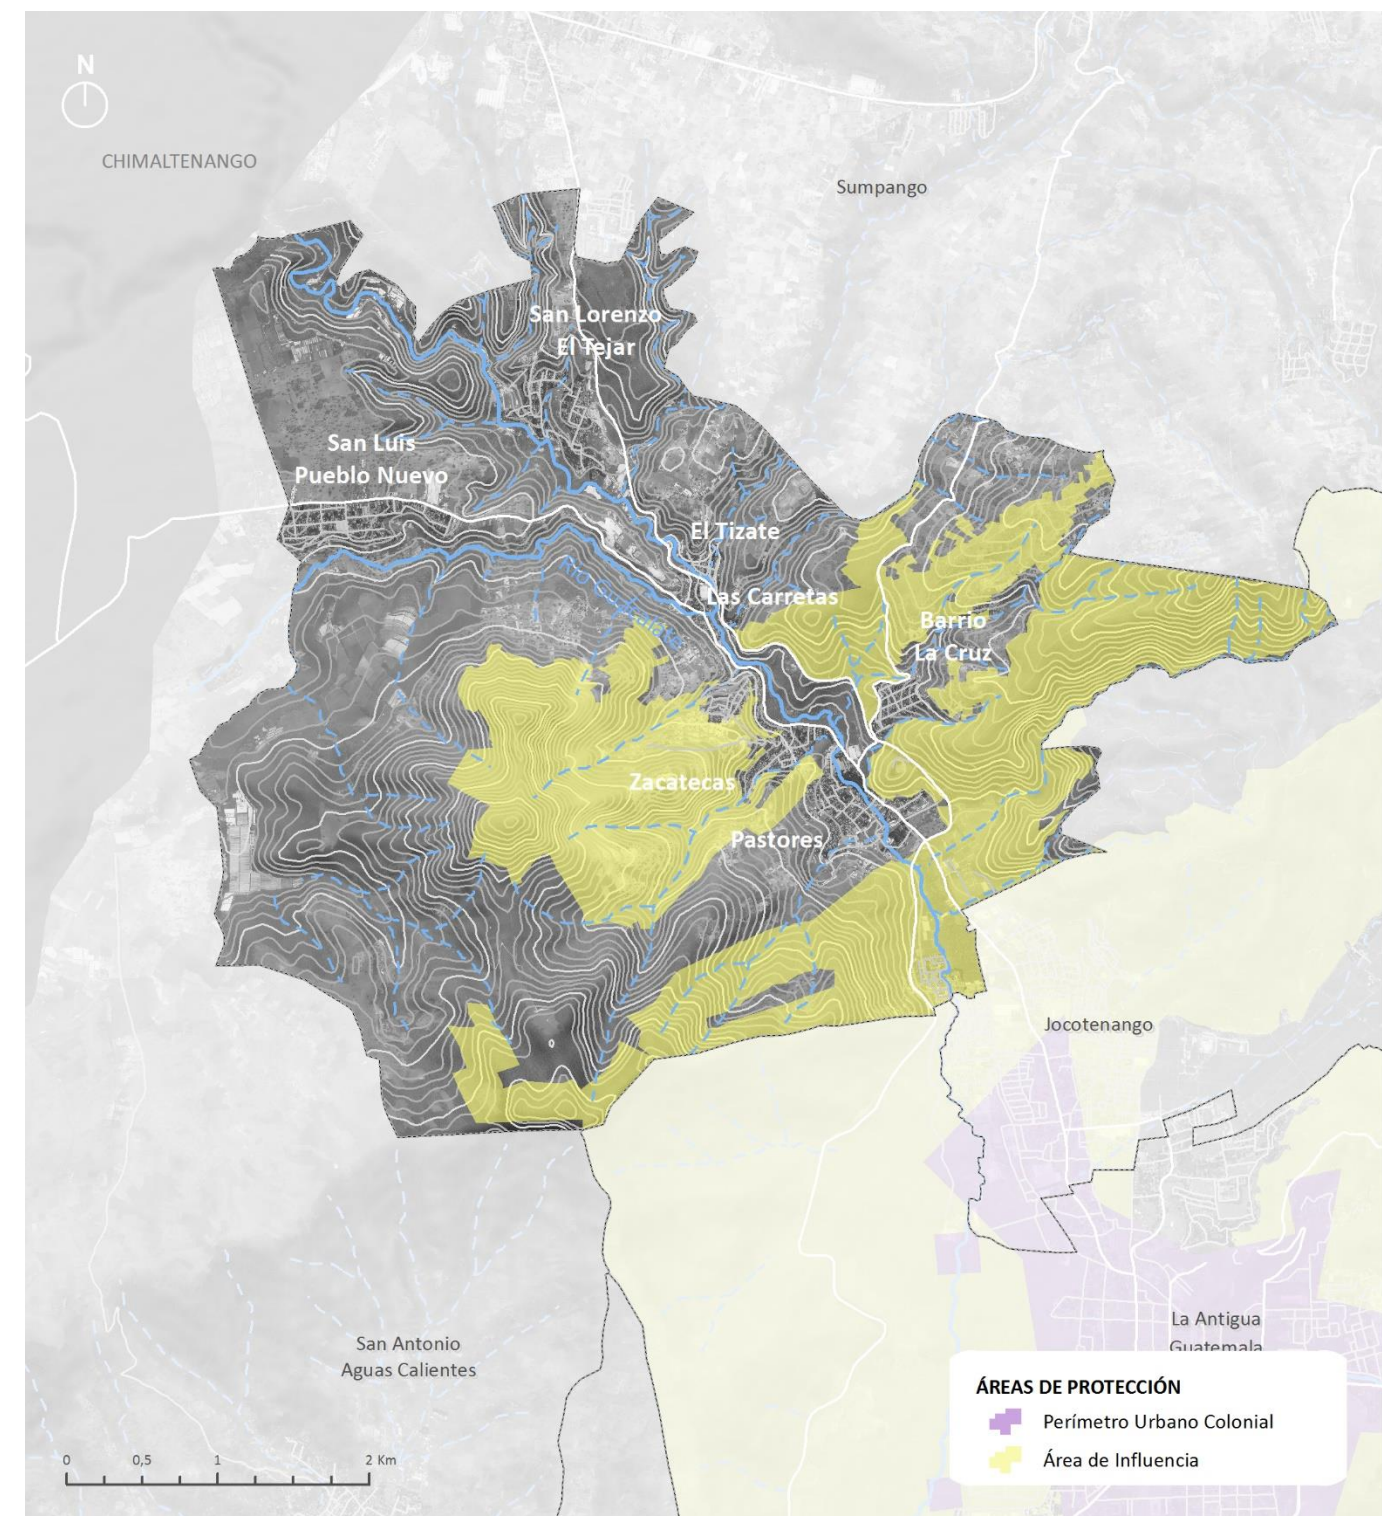 N
CHIMALTENANGO
Sumpango
San Lorenzo
El Tejar
San Luis
Pueblo Nuevo
El Tizate
Río Guacalate
Las Carretas
Barrio
La Cruz
Zacatecas
Pastores
Jocotenango
La Antigua
Guatemala
San Antonio
Aguas Calientes
ÁREAS DE PROTECCIÓN
Perímetro Urbano Colonial
Área de Influencia
0 0,5 1 2 Km